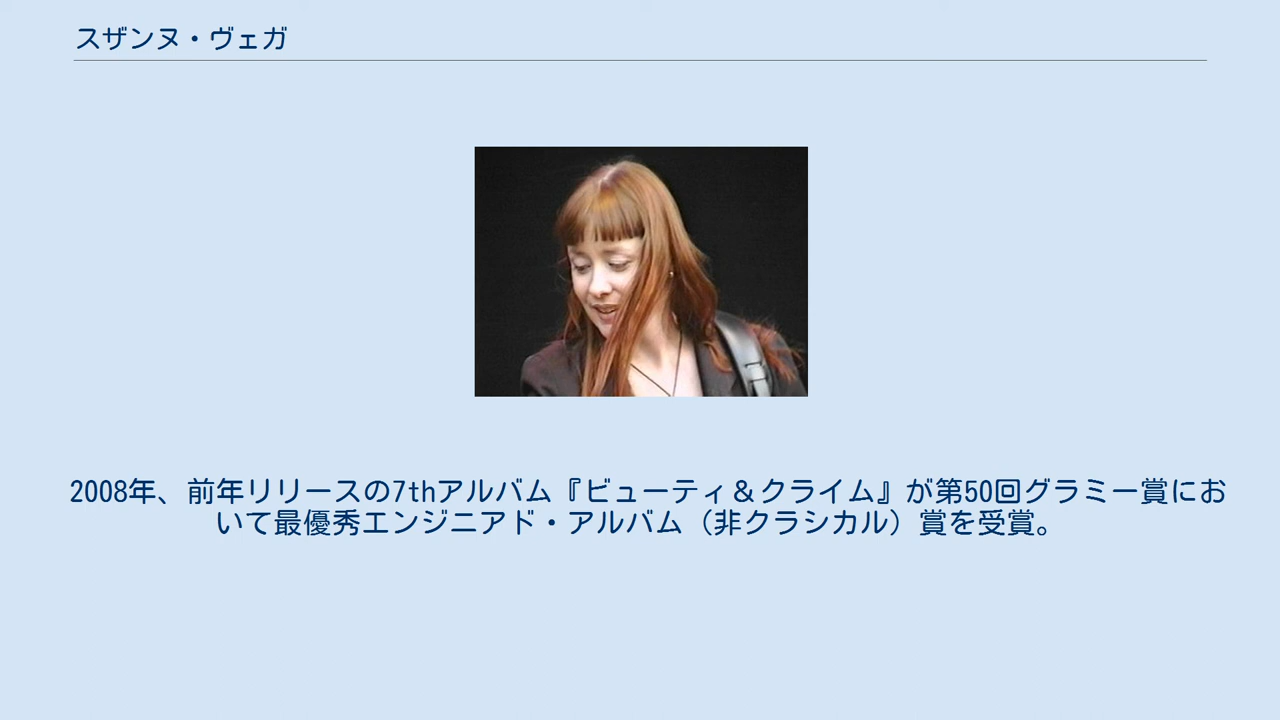 スザンヌ・ヴェガ
2008年、前年リリースの7thアルバム『ビューティ＆クライム』が第50回グラミー賞にお
いて最優秀エンジニアド・アルバム（非クラシカル）賞を受賞。